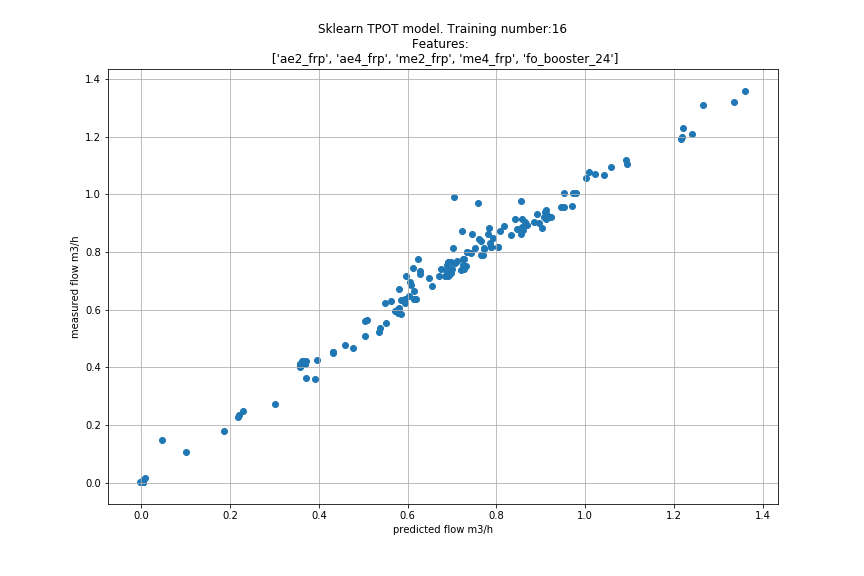 Sklearn TPOT model. Training number:16
Features:
['ae2_frp', 'ae4_frp', 'me2_frp', 'me4_frp', 'fo_booster_24']
1.4
1.2
1.0
0.8
0.6
0.4
0.2
0.0
measured flow m3/h
0.0 0.2 0.4 0.6 0.8 1.0 1.2 1.4
predicted flow m3/h